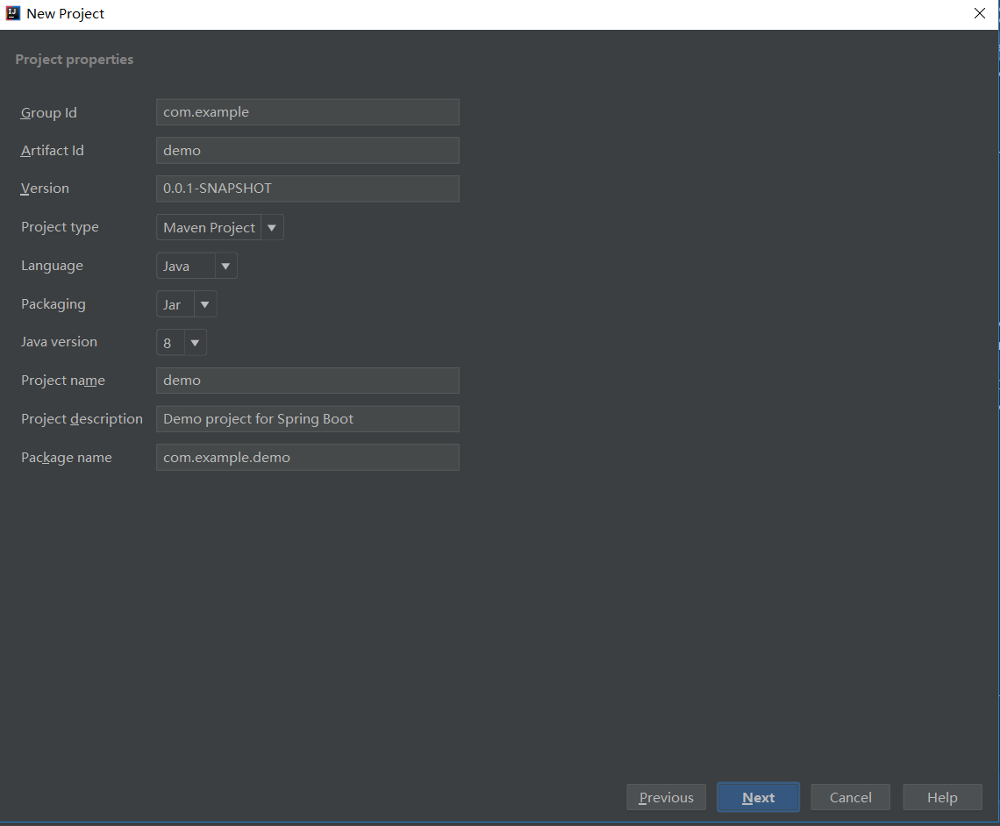 New Project
Project properties
Group Id com.example
Artifact Id demo
Version 0.0.1-SNAPSHOT
Project type Maven Project
Language Java
Packaging Jar
Java version 8
Project name demo
Project description Demo project for Spring Boot
Package name com.example.demo
Previous Next Cancel Help